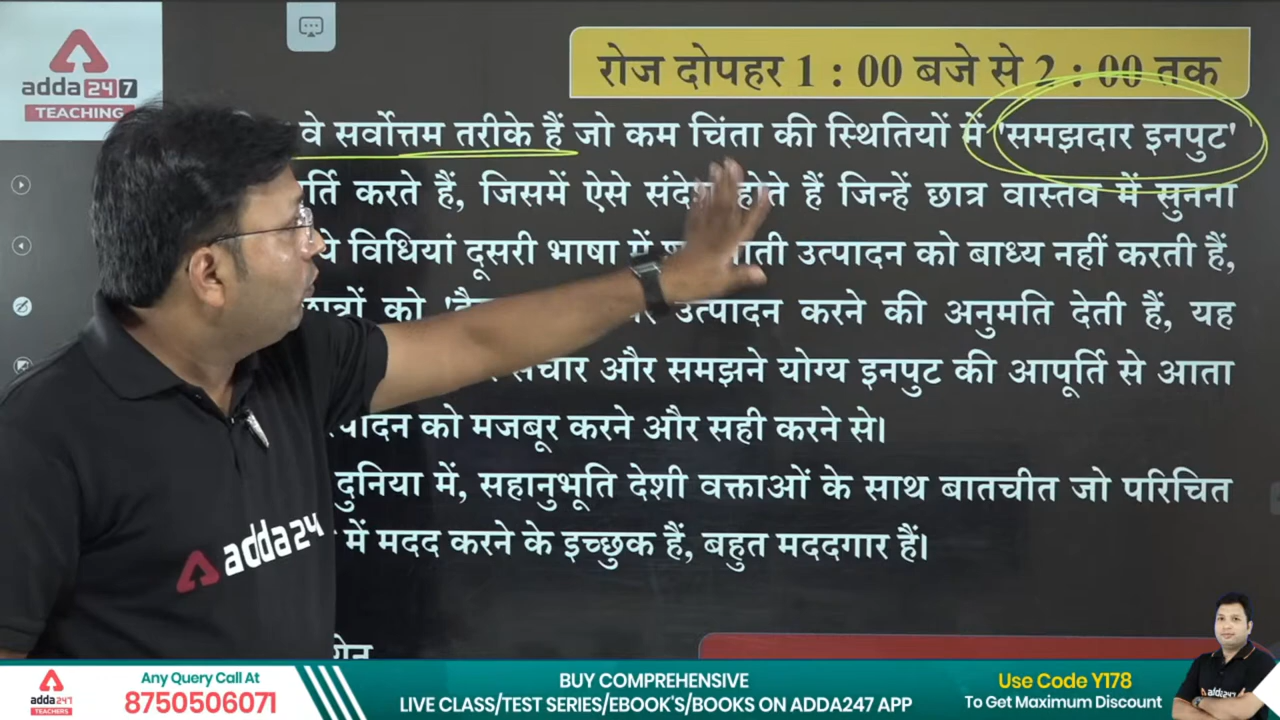 adda 247
TEACHING
रोज दोपहर 1 : 00 बजे से 2 : 00 तक
वे सर्वोत्तम तरीके हैं जो कम चिंता की स्थितियों में 'समझदार इनपुट'
करते हैं, जिसमें ऐसे होते हैं जिन्हें छात्र वास्तव में सुनना
विधियां दूसरी भाषा में उत्पादन को बाध्य नहीं करती हैं,
को उत्पादन करने की अनुमति देती हैं, यह
संचार और समझने योग्य इनपुट की आपूर्ति से आता
को मजबूर करने और सही करने से।
दुनिया में, सहानुभूति देशी वक्ताओं के साथ बातचीत जो परिचित
में मदद करने के इच्छुक हैं, बहुत मददगार हैं।
adda247
adda247
TEACHERS
Any Query Call At
8750506071
BUY COMPREHENSIVE
LIVE CLASS/TEST SERIES/EBOOK'S/BOOKS ON ADDA247 APP
Use Code Y178
To Get Maximum Discount